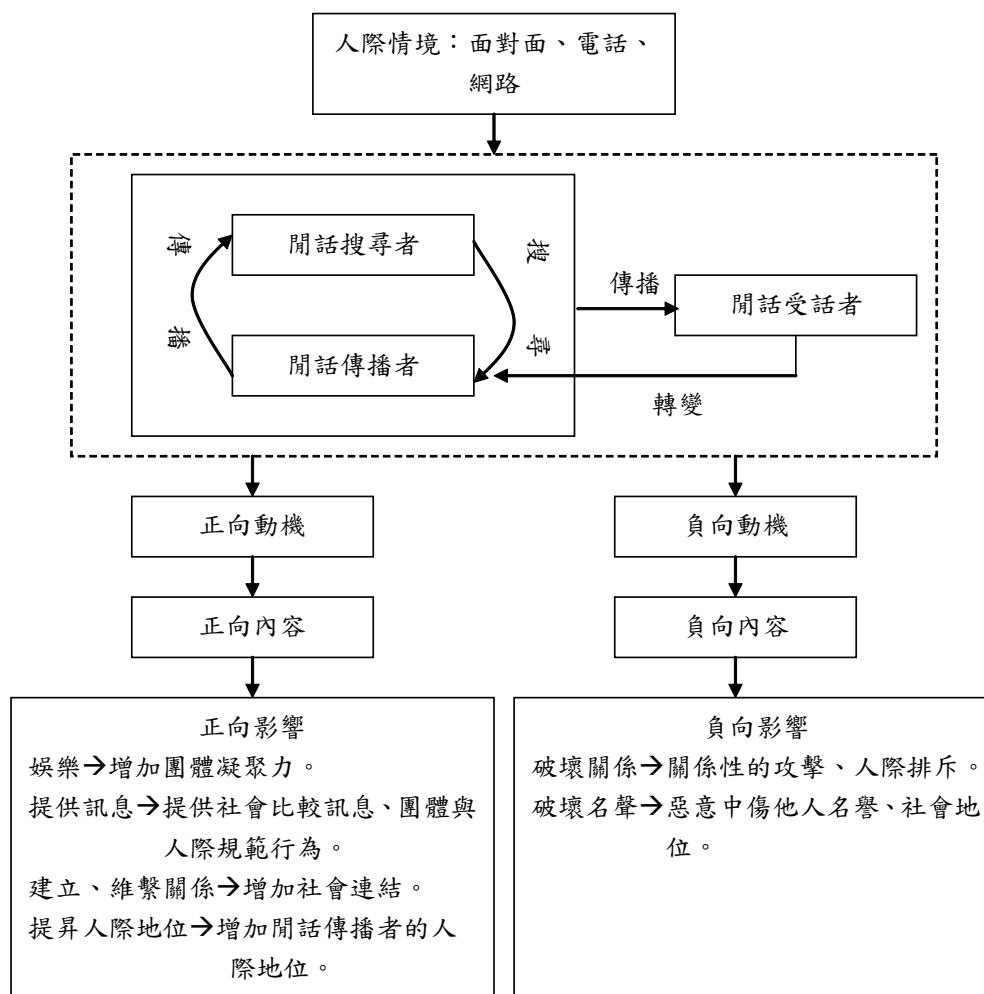 人際情境：面對面、電話、
網路
傳
播
閒話搜尋者
搜
尋
閒話傳播者
傳播
閒話受話者
轉變
正向動機
負向動機
正向內容
負向內容
正向影響
娛樂→增加團體凝聚力。
提供訊息→提供社會比較訊息、團體與
人際規範行為。
建立、維繫關係→增加社會連結。
提昇人際地位→增加閒話傳播者的人
際地位。
負向影響
破壞關係→關係性的攻擊、人際排斥。
破壞名聲→惡意中傷他人名譽、社會地
位。